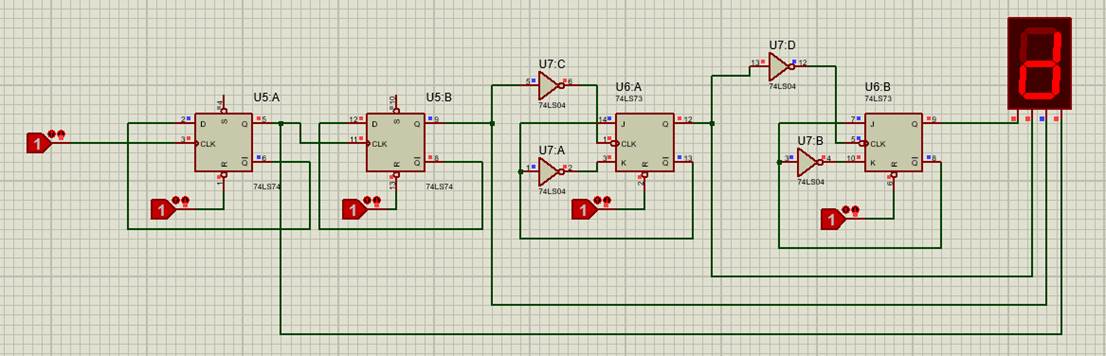 U7:D
13 12
74LS04
U7:C
5 6
74LS04
U5:A
4
2 D S Q 5
3 CLK
R Q 6
1
74LS74
1
1
U5:B
10
12 D S Q 9
11 CLK
R Q 8
13
74LS74
1
U6:A
74LS73
14 J Q 12
1 CLK
3 K R Q 13
2
U7:A
1 2
74LS04
1
U6:B
74LS73
7 J Q 9
5 CLK
10 K R Q 8
6
U7:B
3 4
74LS04
1